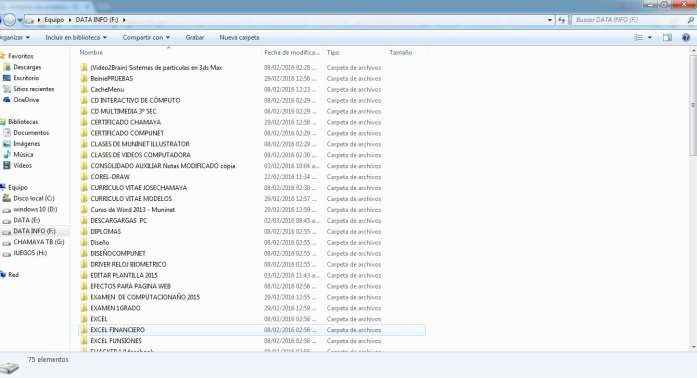 Equipo ▸ DATA INFO (F:) ▸
Buscar DATA INFO (F:)
Organizar
Incluir en biblioteca
Compartir con
Grabar
Nueva carpeta
Nombre
Fecha de modifica...
Tipo
Tamaño
Favoritos
Descargas
Escritorio
Sitios recientes
OneDrive
Bibliotecas
Documentos
Imágenes
Música
Vídeos
Equipo
Disco local (C:)
windows 10 (D:)
DATA (E:)
DATA INFO (F:)
CHAMAYA TB (G:)
JUEGOS (H:)
Red
(Video2Brain) Sistemas de particulas en 3ds Max 08/02/2016 02:28 ... Carpeta de archivos
BeiniePRUEBAS 29/02/2016 12:56 ... Carpeta de archivos
CacheMenu 08/02/2016 12:23 ... Carpeta de archivos
CD INTERACTIVO DE CÓMPUTO 08/02/2016 02:29 ... Carpeta de archivos
CD MULTIMEDIA 3º SEC 08/02/2016 02:29 ... Carpeta de archivos
CERTIFICADO CHAMAYA 29/02/2016 12:58 ... Carpeta de archivos
CERTIFICADO COMPUNET 08/02/2016 02:29 ... Carpeta de archivos
CLASES DE MUNINET ILLUSTRATOR 08/02/2016 02:29 ... Carpeta de archivos
CLASES DE VIDEOS COMPUTADORA 08/02/2016 02:30 ... Carpeta de archivos
CONSOLIDADO AUXILIAR Notas MODIFICADO copia 03/02/2016 10:04 a... Carpeta de archivos
COREL-DRAW 22/02/2016 11:34 ... Carpeta de archivos
CURRICULO VITAE JOSECHAMAYA 08/02/2016 02:30 ... Carpeta de archivos
CURRICULO VITAE MODELOS 29/02/2016 12:57 ... Carpeta de archivos
Curso de Word 2013 - Muninet 29/02/2016 12:59 ... Carpeta de archivos
DESCARGARGAS PC 02/03/2016 08:45 a... Carpeta de archivos
DIPLOMAS 08/02/2016 02:55 ... Carpeta de archivos
Diseño 08/02/2016 02:55 ... Carpeta de archivos
DISEÑOCOMPUNET 08/02/2016 02:55 ... Carpeta de archivos
DRIVER RELOJ BIOMETRICO 08/02/2016 02:55 ... Carpeta de archivos
EDITAR PLANTILLA 2015 03/02/2016 11:43 a... Carpeta de archivos
EFECTOS PARA PAGINA WEB 08/02/2016 02:56 ... Carpeta de archivos
EXAMEN DE COMPUTACIONAÑO 2015 29/02/2016 12:55 ... Carpeta de archivos
EXAMEN 1GRADO 29/02/2016 12:59 ... Carpeta de archivos
EXCEL 08/02/2016 02:56 ... Carpeta de archivos
EXCEL FINANCIERO 08/02/2016 02:56 ... Carpeta de archivos
EXCEL FUNSIONES 08/02/2016 02:56 ... Carpeta de archivos
75 elementos